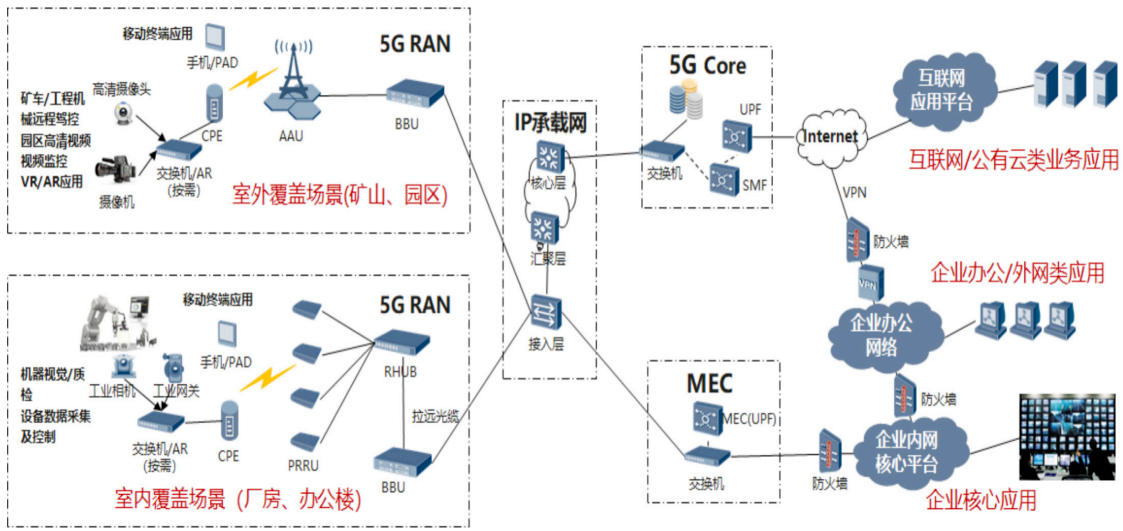 移动终端应用
手机/PAD
5G RAN
高清摄像头
矿车/工程机
械远程驾控
园区高清视频
视频监控
VR/AR应用
CPE
AAU
BBU
交换机/AR
(按需)
摄像机
室外覆盖场景(矿山、园区)
5G RAN
移动终端应用
手机/PAD
RHUB
机器视觉/质
检
设备数据采集
及控制
工业相机
工业网关
拉远光缆
交换机/AR
(按需)
CPE
PRRU
BBU
室内覆盖场景（厂房、办公楼）
IP承载网
核心层
汇聚层
接入层
5G Core
UPF
交换机
SMF
MEC
MEC(UPF)
交换机
Internet
互联网
应用平台
互联网/公有云类业务应用
VPN
防火墙
VPN
企业办公/外网类应用
企业办公
网络
防火墙
企业内网
核心平台
防火墙
企业核心应用